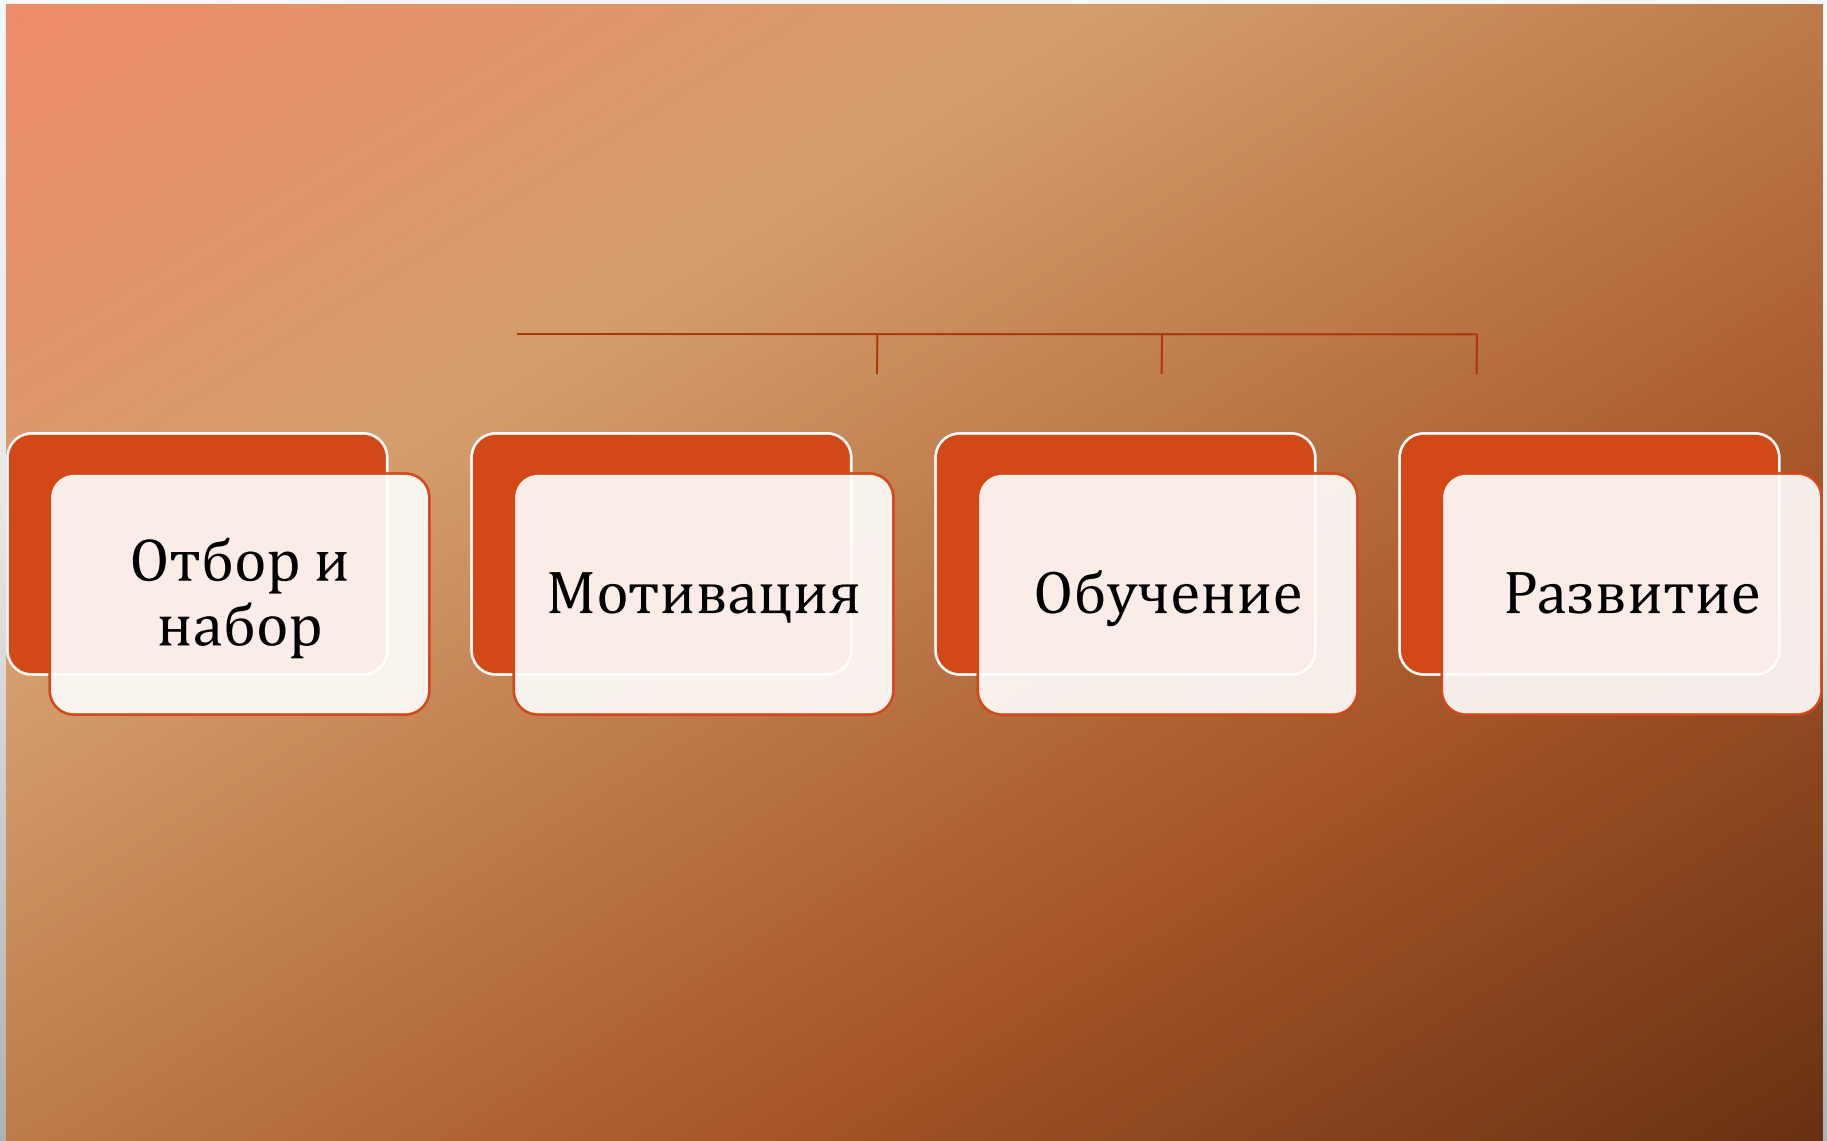 Отбор и
набор
Мотивация
Обучение
Развитие